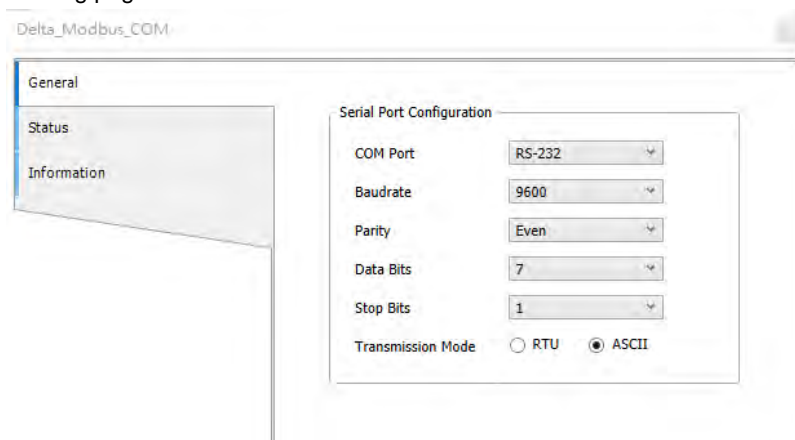 Delta_Modbus_COM
General
Status
Information
Serial Port Configuration
COM Port RS-232
Baudrate 9600
Parity Even
Data Bits 7
Stop Bits 1
Transmission Mode RTU ASCII